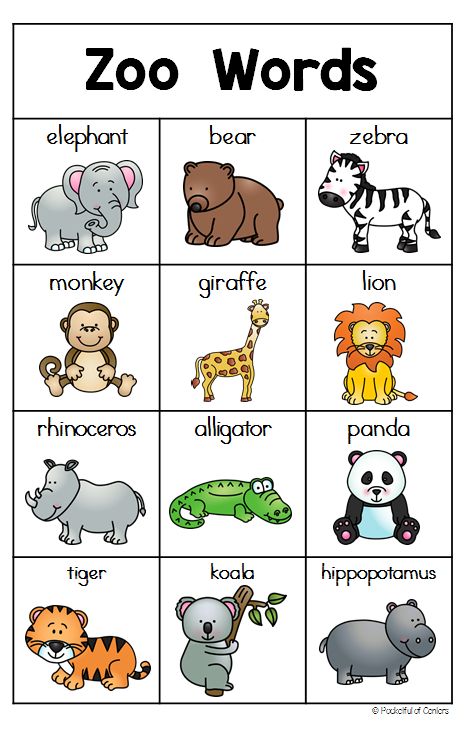 Zoo Words
elephant bear zebra
monkey giraffe lion
rhinoceros alligator panda
tiger koala hippopotamus
© Pocketful of Centers